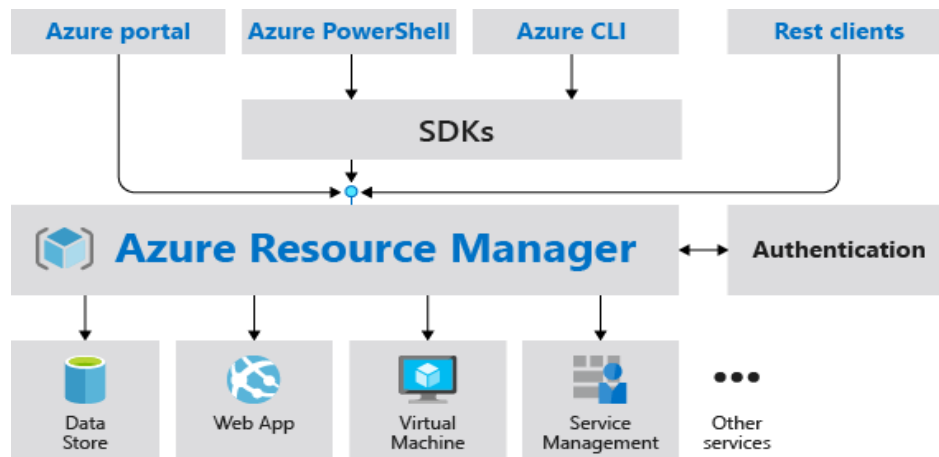 Azure portal
Azure PowerShell
Azure CLI
Rest clients
SDKs
Azure Resource Manager
Authentication
Data
Store
Web App
Virtual
Machine
Service
Management
Other
services